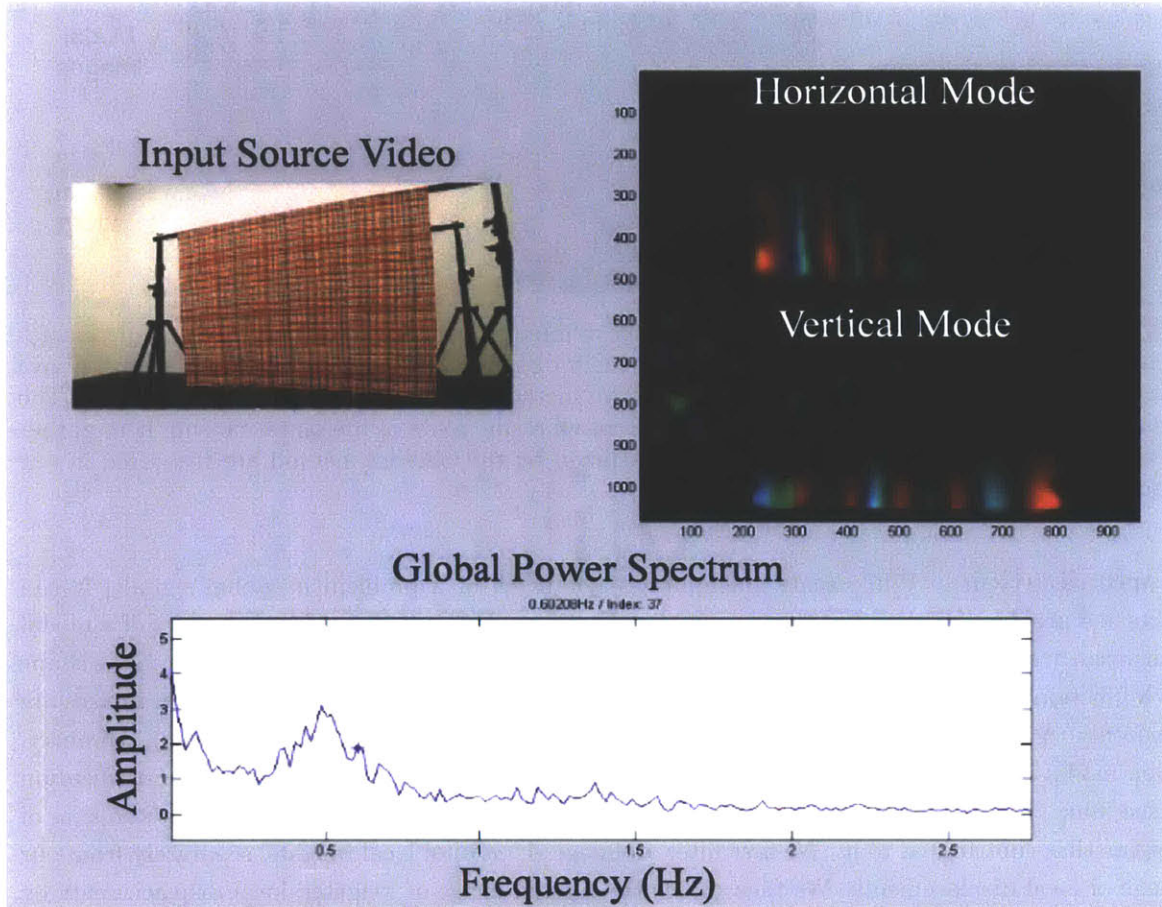 Input Source Video
Horizontal Mode
100
200
300
400
500
Vertical Mode
600
700
800
900
1000
100 200 300 400 500 600 700 800 900
Global Power Spectrum
0.60208Hz / Index: 37
Amplitude
5
4
3
2
1
0
0.5 1 1.5 2 2.5
Frequency (Hz)